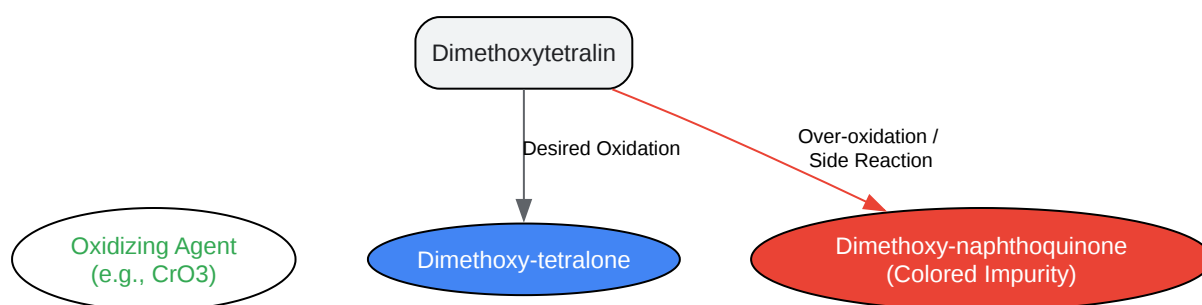 Dimethoxytetralin
Desired Oxidation
Over-oxidation /
Side Reaction
Oxidizing Agent
(e.g., CrO3)
Dimethoxy-tetralone
Dimethoxy-naphthoquinone
(Colored Impurity)